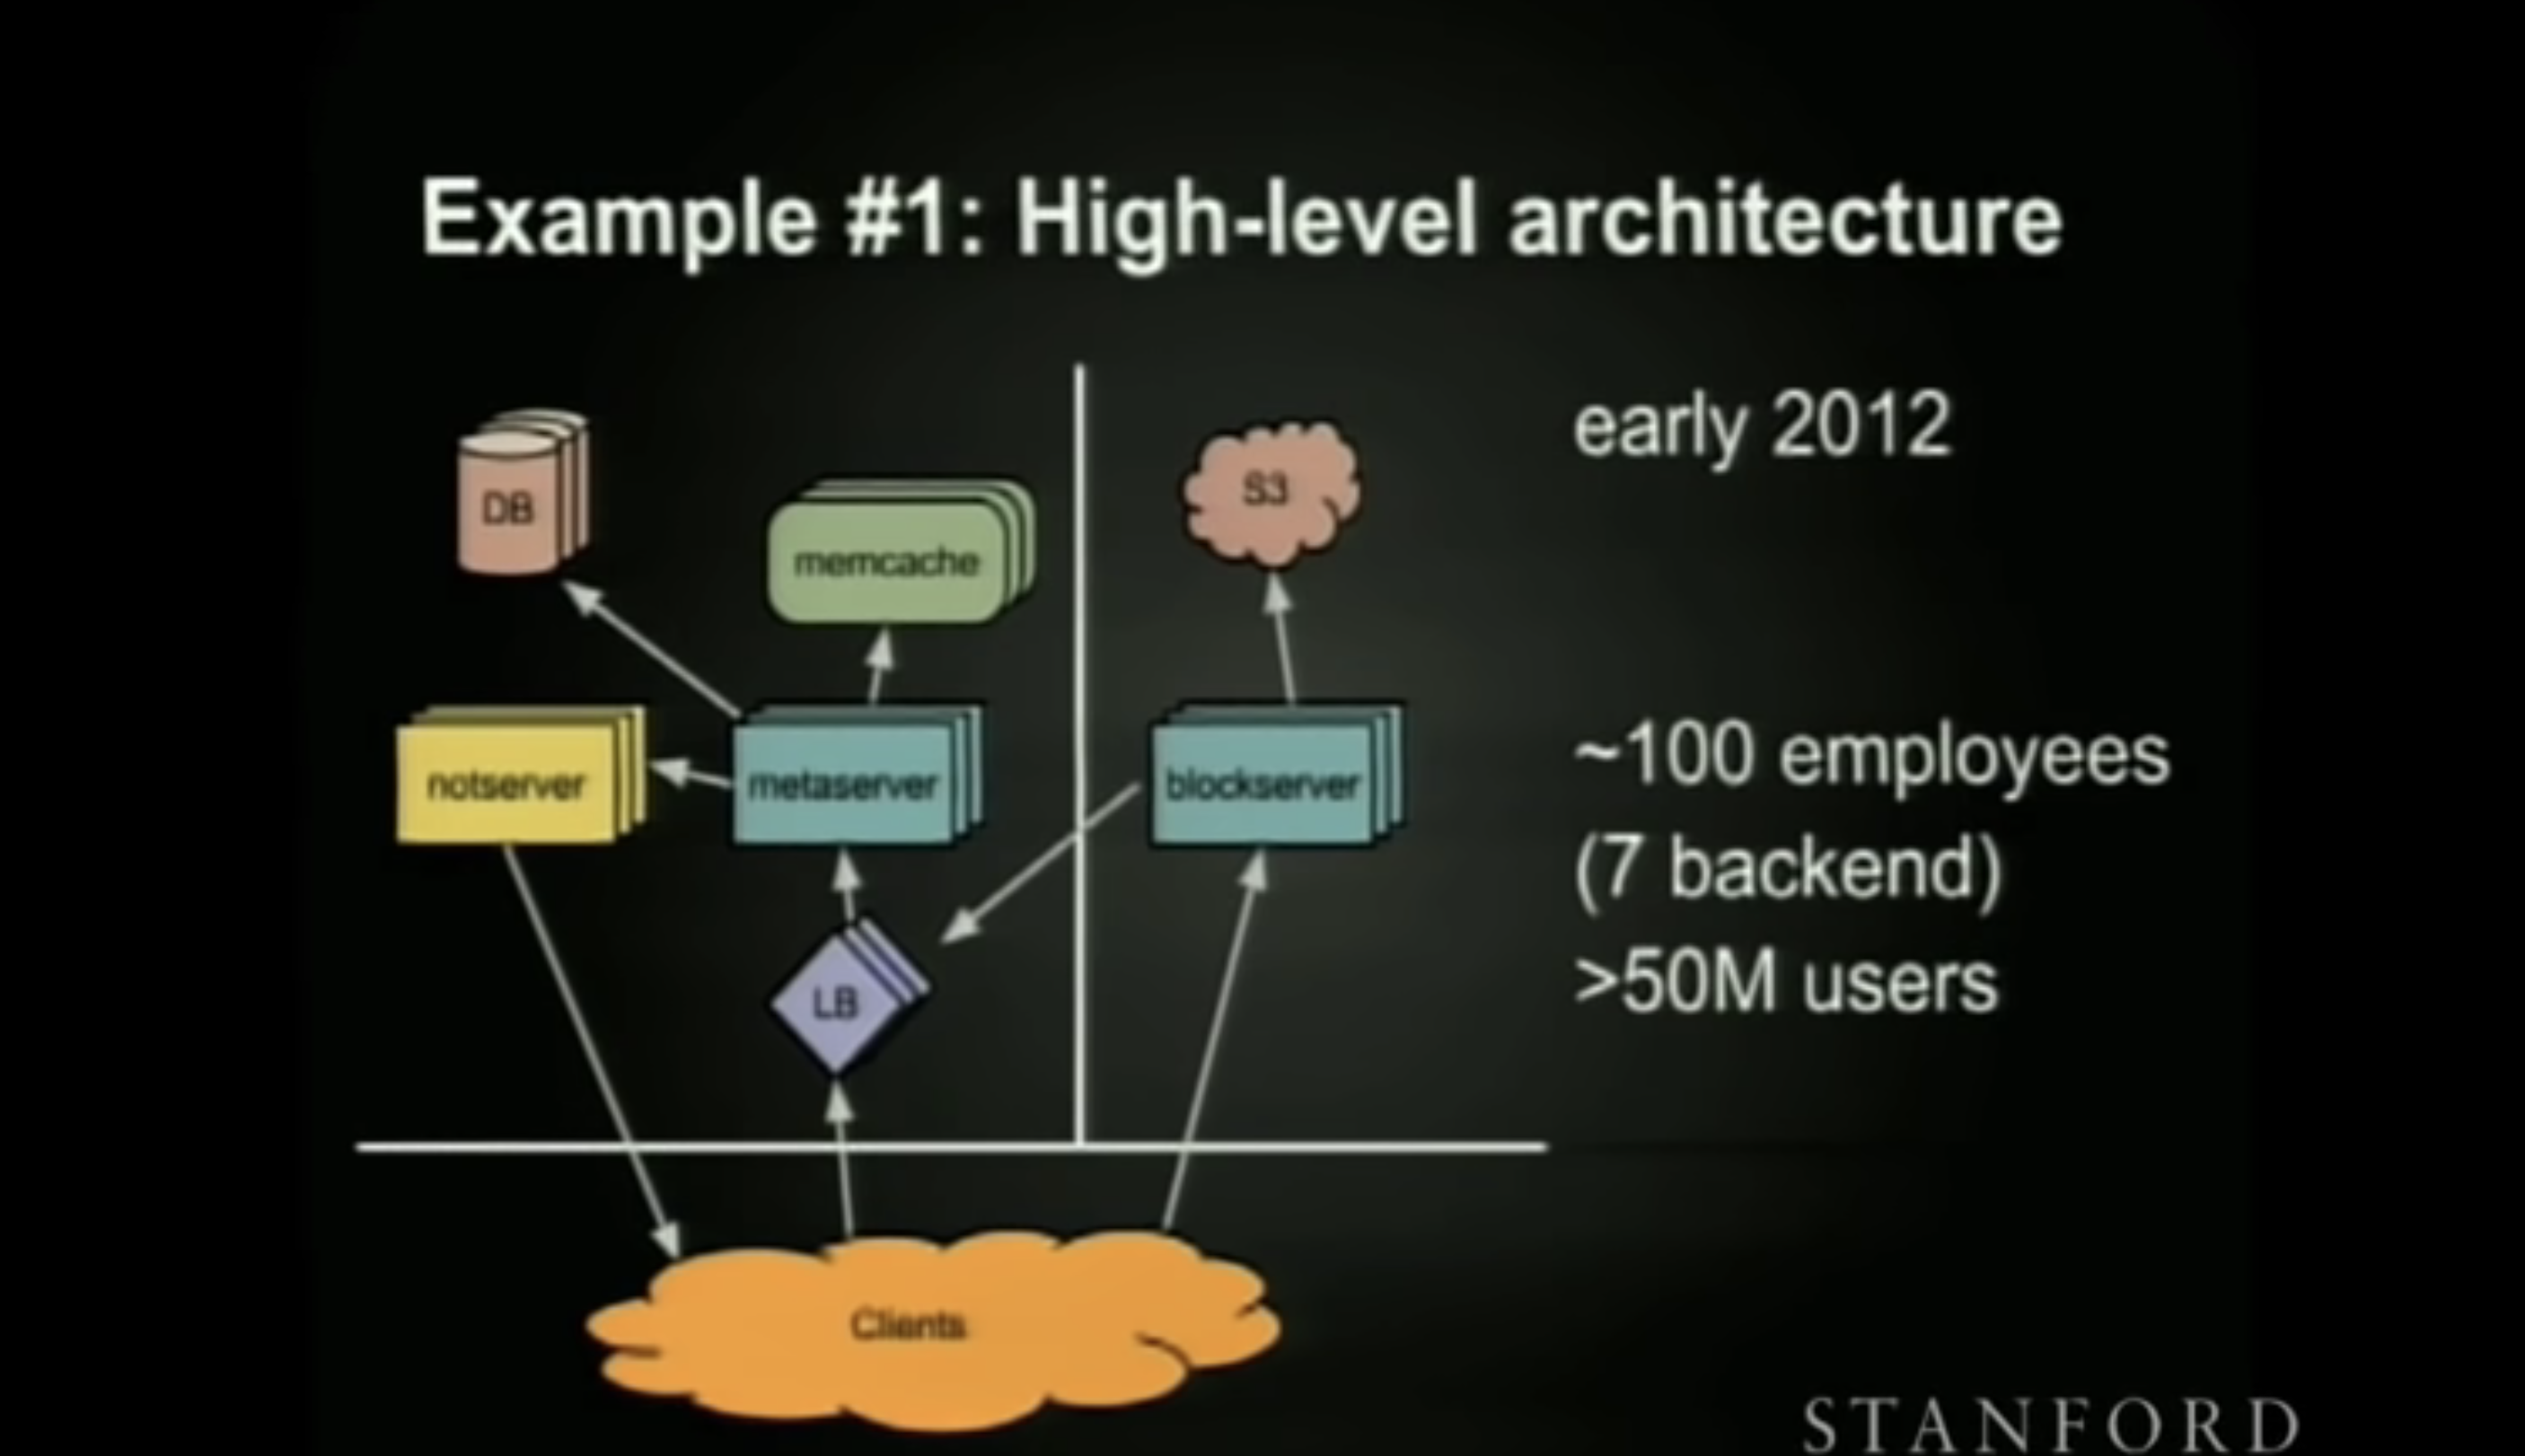 Example #1: High-level architecture
early 2012
DB
memcache
S3
notserver
metaserver
blockserver
~100 employees
(7 backend)
>50M users
LB
Clients
STANFORD